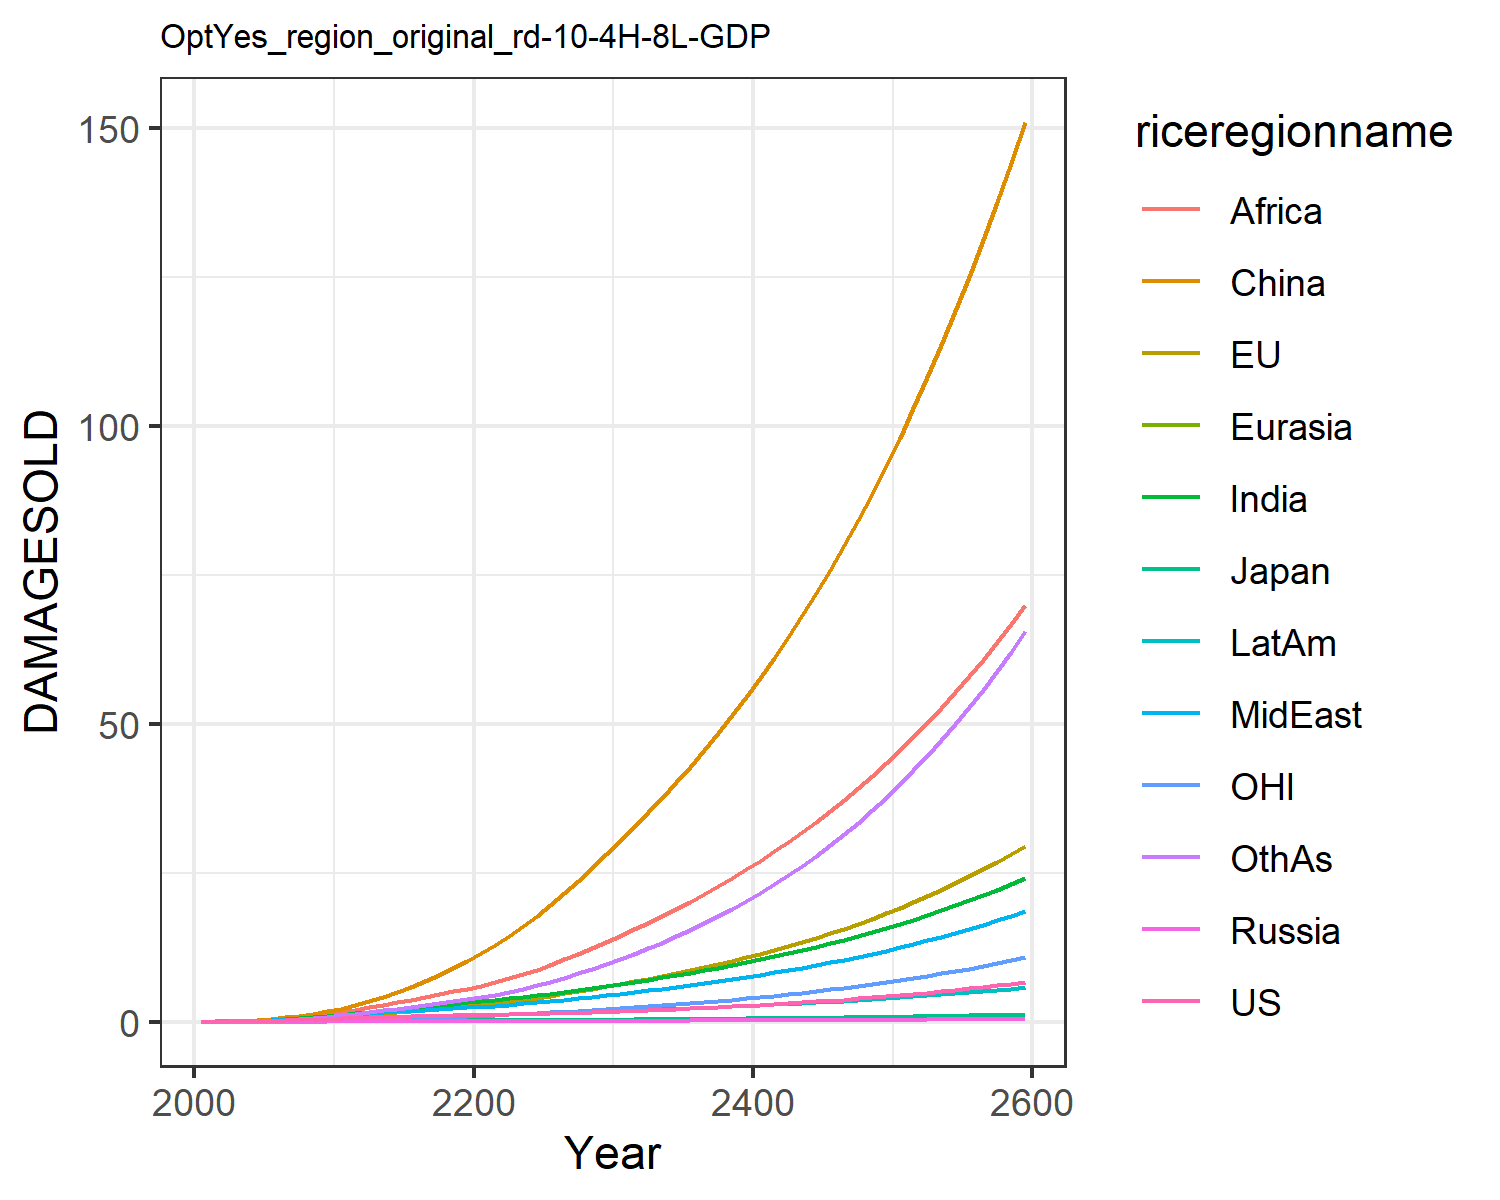 OptYes_region_original_rd-10-4H-8L-GDP
150
100
50
0
DAMAGESOLD
2000
2200
2400
2600
Year
riceregionname
Africa
China
EU
Eurasia
India
Japan
LatAm
MidEast
OHI
OthAs
Russia
US